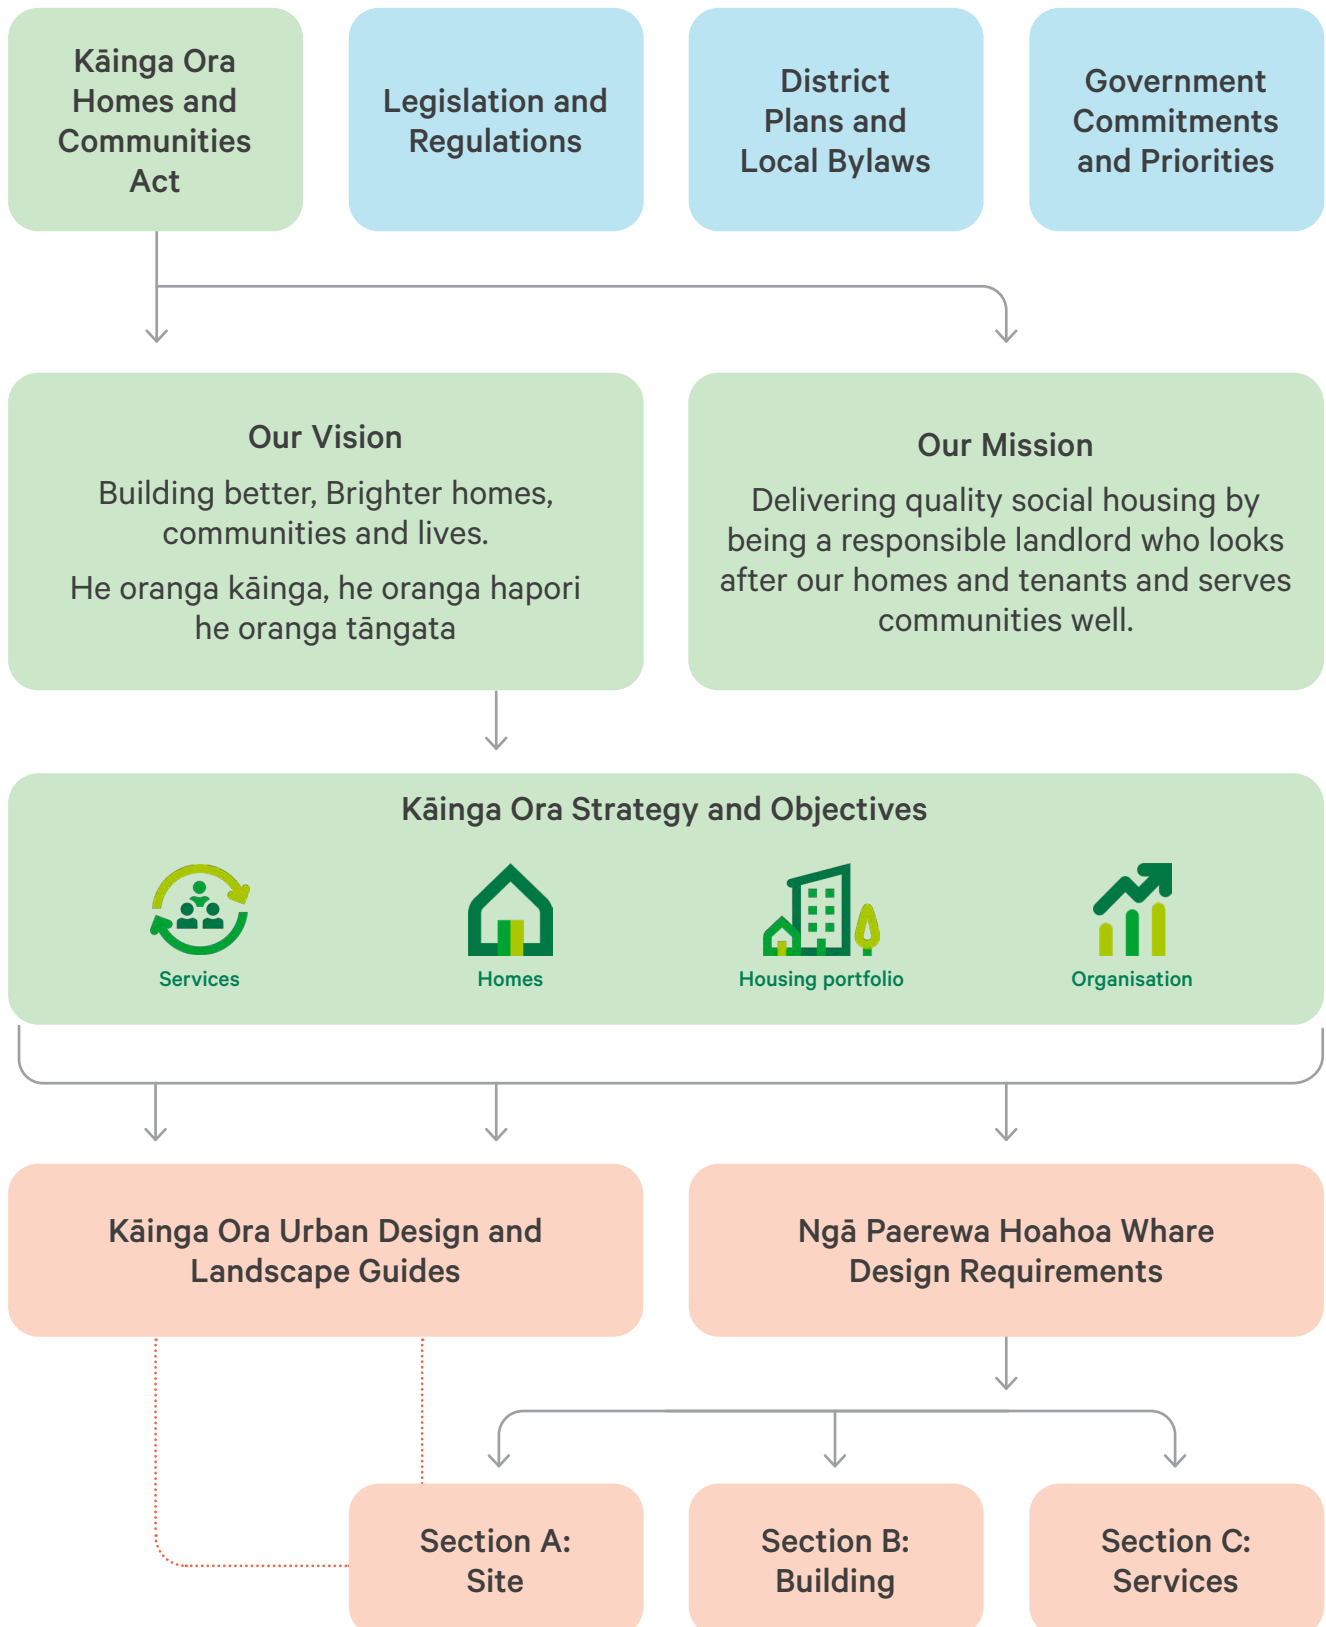 Kāinga Ora
Homes and
Communities
Act
Legislation and
Regulations
District
Plans and
Local Bylaws
Government
Commitments
and Priorities
Our Vision
Building better, Brighter homes,
communities and lives.
He oranga kāinga, he oranga hapori
he oranga tāngata
Our Mission
Delivering quality social housing by
being a responsible landlord who looks
after our homes and tenants and serves
communities well.
Kāinga Ora Strategy and Objectives
Services
Homes
Housing portfolio
Organisation
Kāinga Ora Urban Design and
Landscape Guides
Ngā Paerewa Hoahoa Whare
Design Requirements
Section A:
Site
Section B:
Building
Section C:
Services